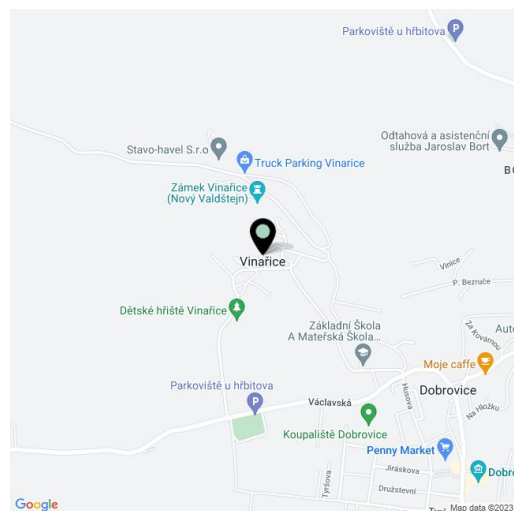 Parkoviště u hřbitova
Odtahová a asistenční
služba Jaroslav Bort
Stavo-havel S.r.o
Truck Parking Vinarice
Zámek Vinařice
(Nový Valdštejn)
Vinařice
Vinice
P. Bezruče
Dětské hřiště Vinařice
Základní Škola
A Mateřská Škola...
Za Kovárnou
Moje caffe
Parkoviště u hřbitova
Dobrovice
Husova
Václavská
Na Hložku
Koupaliště Dobrovice
Penny Market
Jiráskova
Tyršova
Družstevní
Google
Map data ©2023